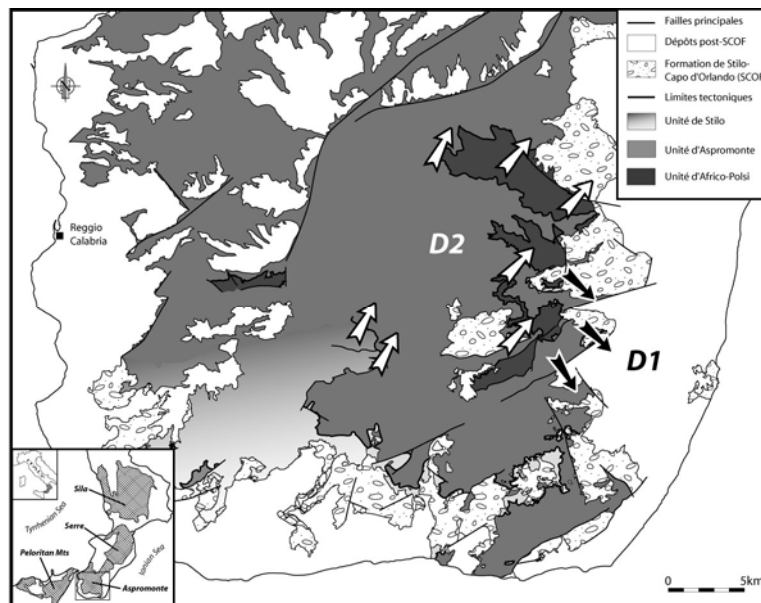 Failles principales
Dépôts post-SCOF
Formation de Stilo-
Capo d'Orlando (SCOF)
Limites tectoniques
Unité de Stilo
Unité d'Aspromonte
Unité d'Africo-Polsi
N
Reggio
Calabria
D2
D1
Sila
Tyrrhenian Sea
Serre
Ionian Sea
Peloritan Mts
Aspromonte
0 5km